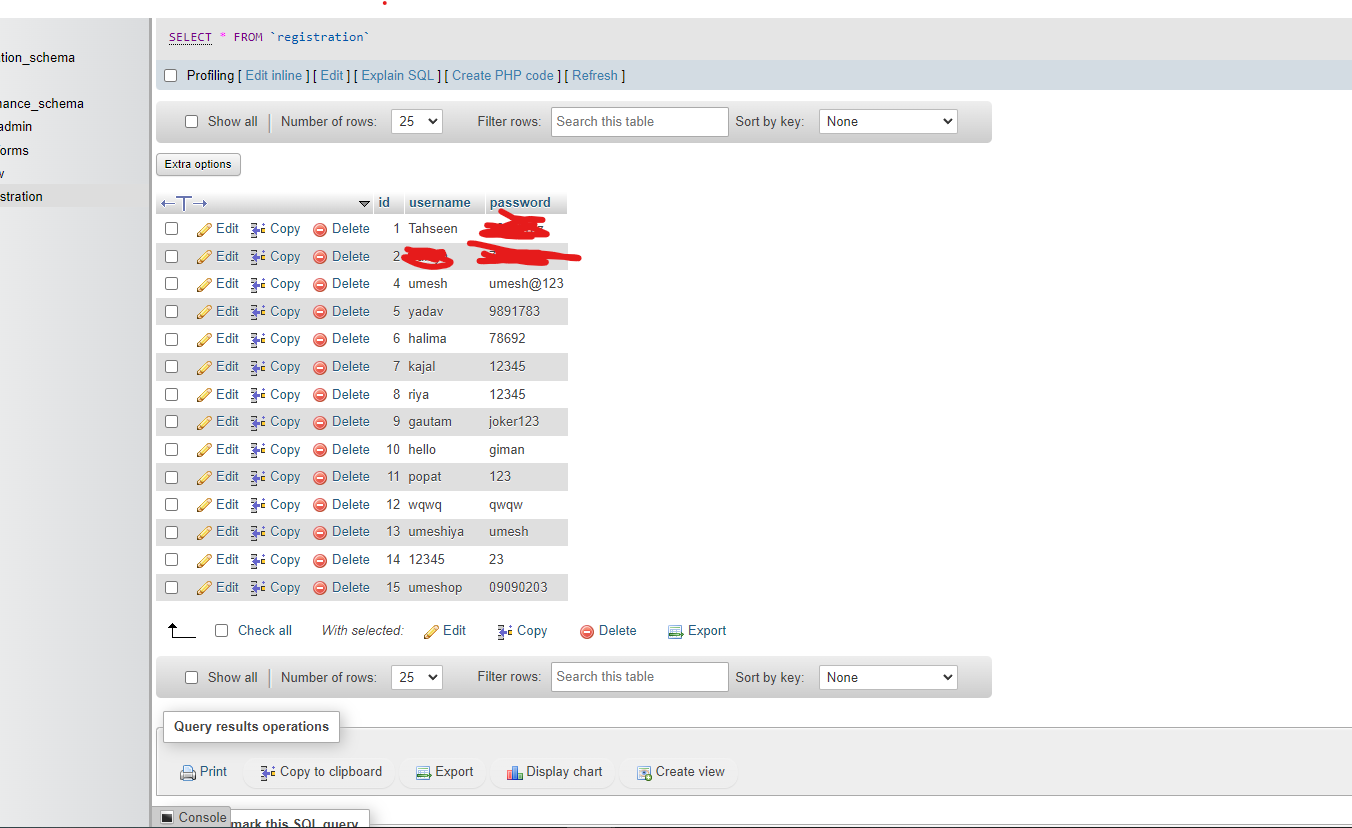 SELECT * FROM `registration`
tion_schema
Profiling [ Edit inline ] [ Edit ] [ Explain SQL ] [ Create PHP code ] [ Refresh ]
mance_schema
admin
orms
stration
Show all Number of rows: 25 Filter rows: Search this table Sort by key: None
Extra options
←T→ id username password
Edit Copy Delete 1 Tahseen
Edit Copy Delete 2
Edit Copy Delete 4 umesh umesh@123
Edit Copy Delete 5 yadav 9891783
Edit Copy Delete 6 halima 78692
Edit Copy Delete 7 kajal 12345
Edit Copy Delete 8 riya 12345
Edit Copy Delete 9 gautam joker123
Edit Copy Delete 10 hello giman
Edit Copy Delete 11 popat 123
Edit Copy Delete 12 wqwq qwqw
Edit Copy Delete 13 umeshiya umesh
Edit Copy Delete 14 12345 23
Edit Copy Delete 15 umeshop 09090203
Check all With selected: Edit Copy Delete Export
Show all Number of rows: 25 Filter rows: Search this table Sort by key: None
Query results operations
Print Copy to clipboard Export Display chart Create view
Console
mark this SQL query